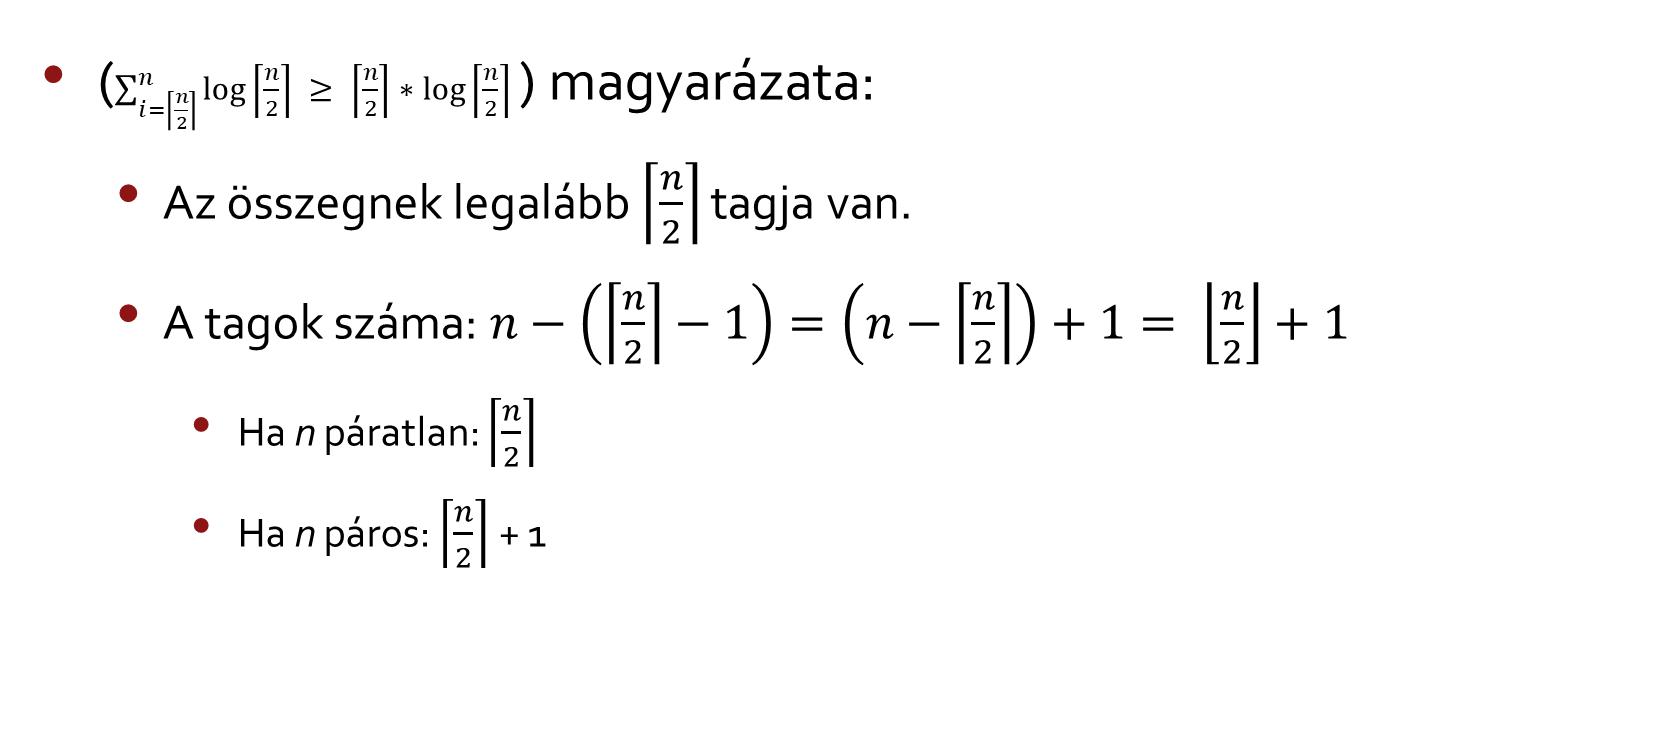 • (∑_{i=⌈n/2⌉}^{n} log⌈n/2⌉ ≥ ⌈n/2⌉ * log⌈n/2⌉ ) magyarázata:
• Az összegnek legalább ⌈n/2⌉ tagja van.
• A tagok száma: n − (⌈n/2⌉ − 1) = (n − ⌈n/2⌉) + 1 = ⌊n/2⌋ + 1
• Ha n páratlan: ⌈n/2⌉
• Ha n páros: ⌈n/2⌉ + 1